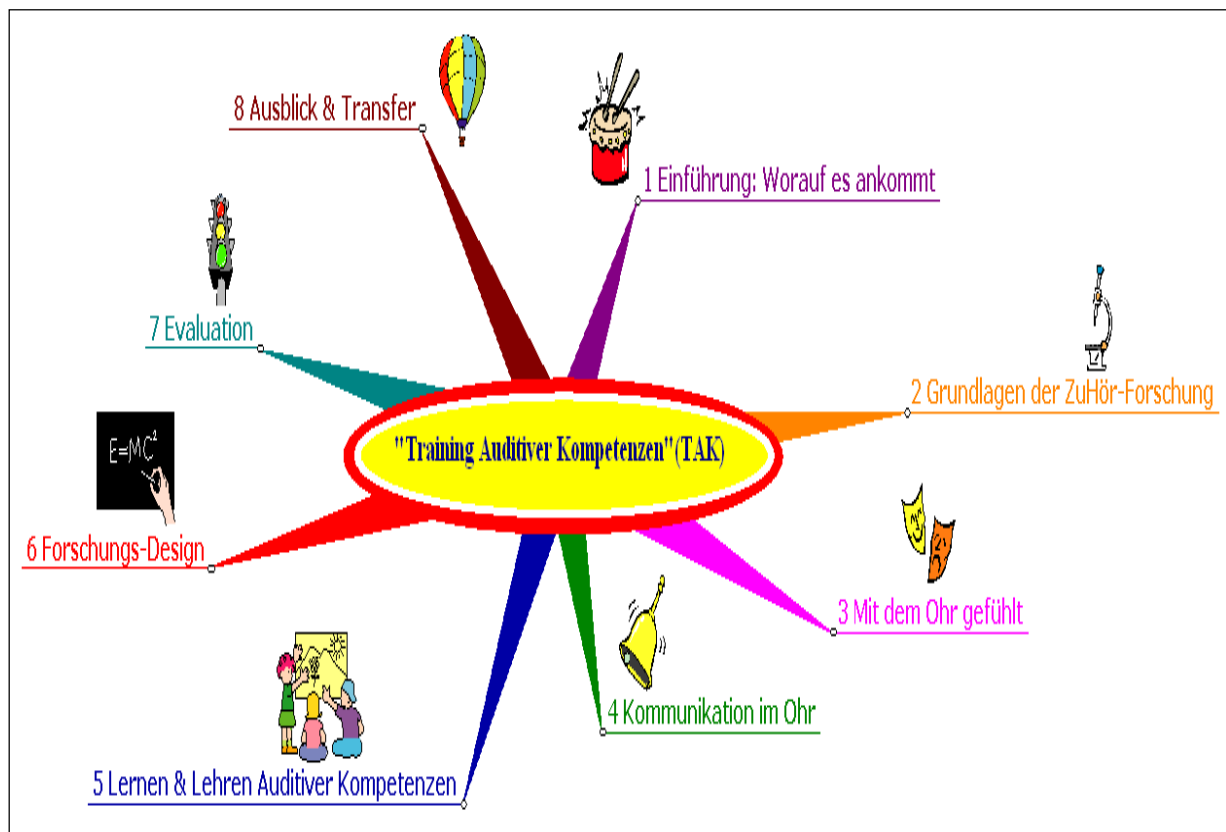 "Training Auditiver Kompetenzen"(TAK)
1 Einführung: Worauf es ankommt
2 Grundlagen der ZuHör-Forschung
3 Mit dem Ohr gefühlt
4 Kommunikation im Ohr
5 Lernen & Lehren Auditiver Kompetenzen
6 Forschungs-Design
E=MC²
7 Evaluation
8 Ausblick & Transfer